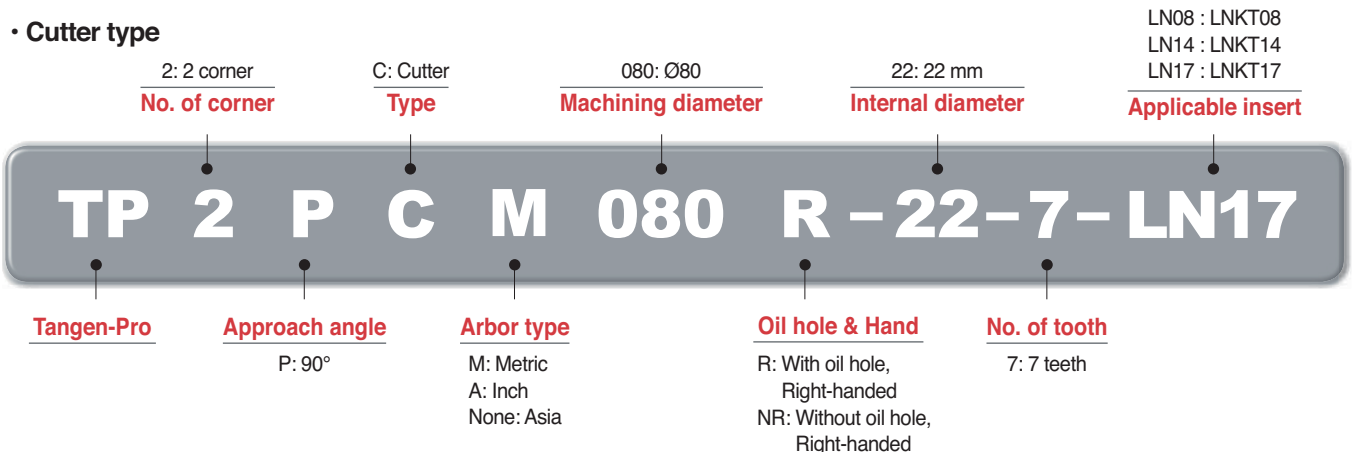 · Cutter type
LN08 : LNKT08
LN14 : LNKT14
LN17 : LNKT17
2: 2 corner
C: Cutter
080: Ø80
22: 22 mm
No. of corner
Type
Machining diameter
Internal diameter
Applicable insert
TP 2 P C M 080 R - 22 - 7 - LN17
Tangen-Pro
Approach angle
Arbor type
Oil hole & Hand
No. of tooth
P: 90°
M: Metric
A: Inch
None: Asia
R: With oil hole,
Right-handed
NR: Without oil hole,
Right-handed
7: 7 teeth